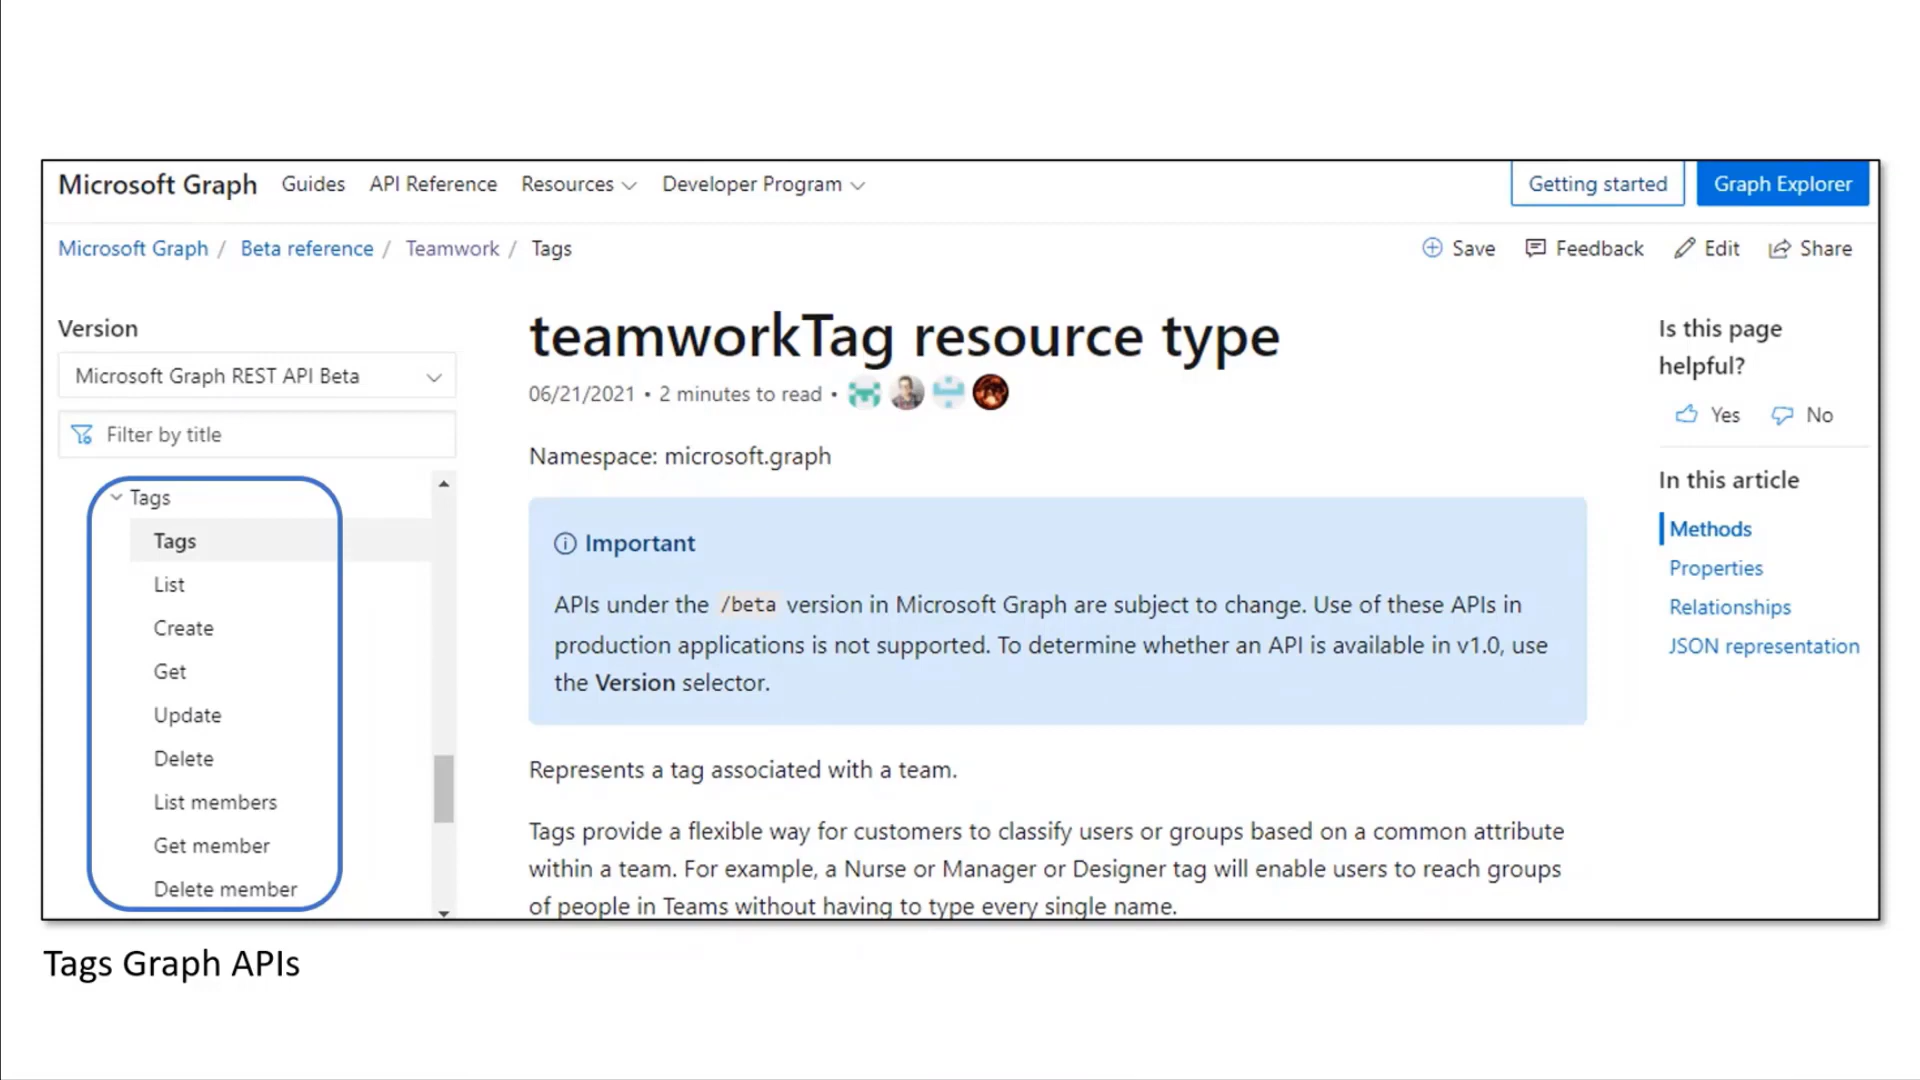 Microsoft Graph Guides API Reference Resources Developer Program Getting started Graph Explorer
Microsoft Graph / Beta reference / Teamwork / Tags Save Feedback Edit Share
Version
Microsoft Graph REST API Beta
Filter by title
Tags
Tags
List
Create
Get
Update
Delete
List members
Get member
Delete member
teamworkTag resource type
06/21/2021 • 2 minutes to read •
Namespace: microsoft.graph
Important
APIs under the /beta version in Microsoft Graph are subject to change. Use of these APIs in
production applications is not supported. To determine whether an API is available in v1.0, use
the Version selector.
Represents a tag associated with a team.
Tags provide a flexible way for customers to classify users or groups based on a common attribute
within a team. For example, a Nurse or Manager or Designer tag will enable users to reach groups
of people in Teams without having to type every single name.
Is this page
helpful?
Yes No
In this article
Methods
Properties
Relationships
JSON representation
Tags Graph APIs